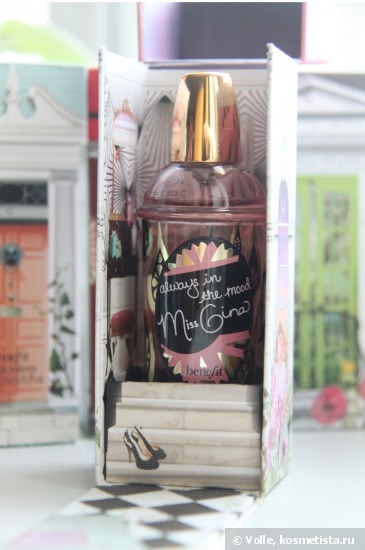 always in
the mood
Miss Gina
benefit
© Volle, kosmetista.ru